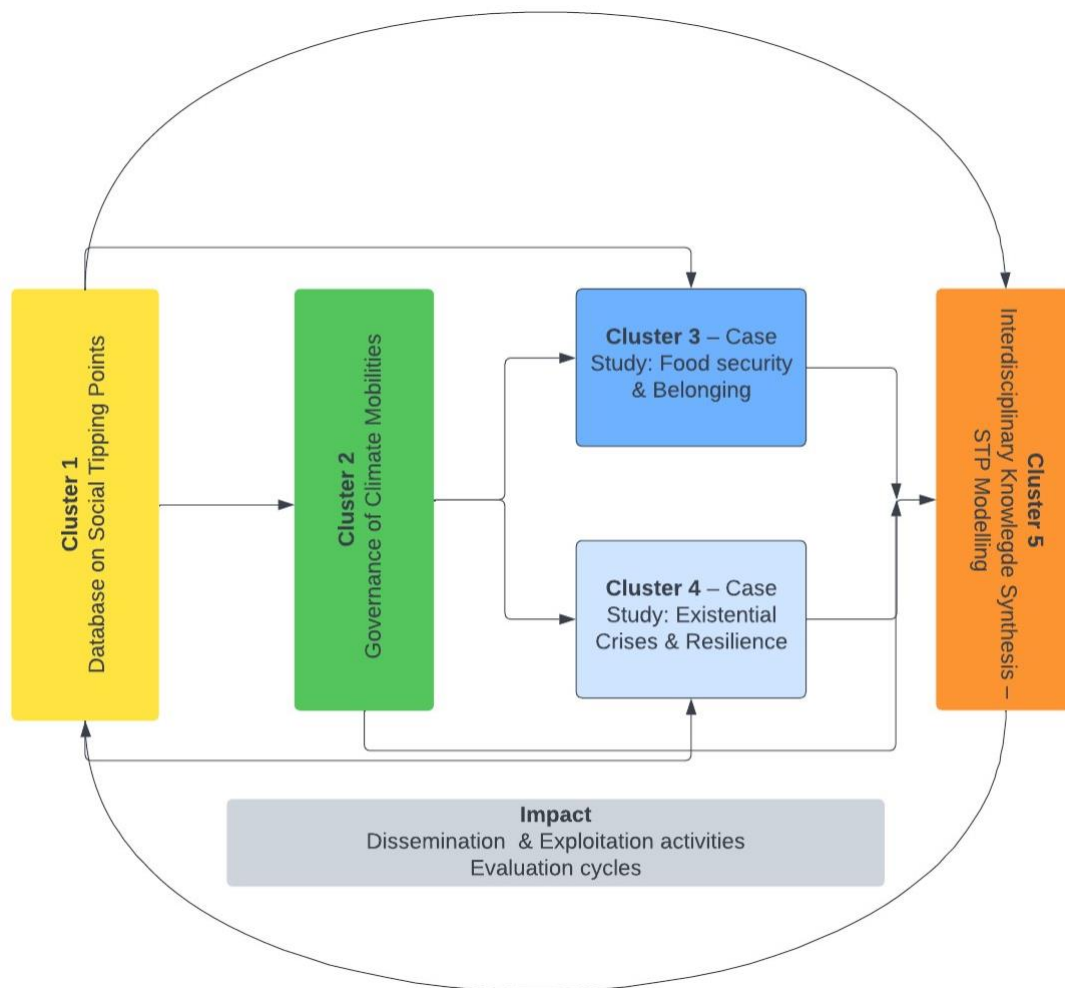 Cluster 1
Database on Social Tipping Points
Cluster 2
Governance of Climate Mobilities
Cluster 3 – Case
Study: Food security
& Belonging
Cluster 4 – Case
Study: Existential
Crises & Resilience
Cluster 5
Interdisciplinary Knowlegde Synthesis –
STP Modelling
Impact
Dissemination & Exploitation activities
Evaluation cycles